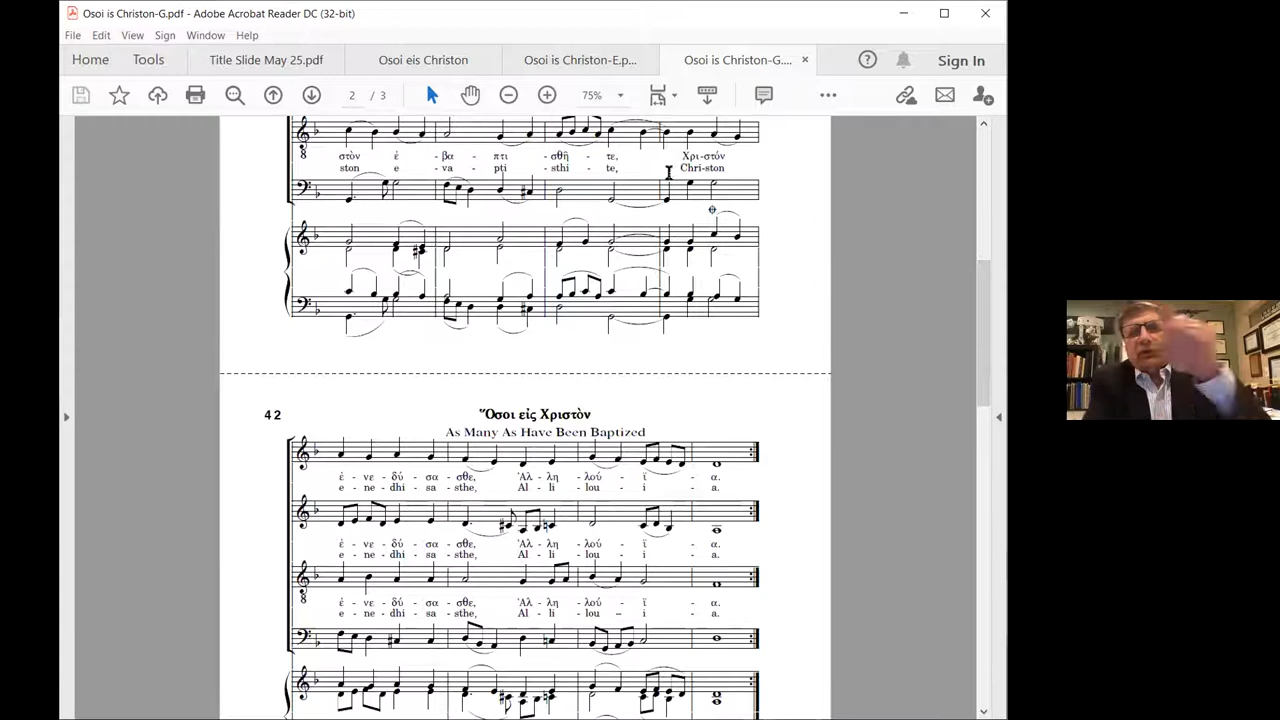 Osoi is Christon-G.pdf - Adobe Acrobat Reader DC (32-bit)
File Edit View Sign Window Help
Home Tools Title Slide May 25.pdf Osoi eis Christon Osoi is Christon-E.p... Osoi is Christon-G.... × Sign In
2 / 3 75%
στὸν ἐ - βα - πτι - σθή - τε, Χρι-στόν
ston e - va - pti - sthi - te, Chri-ston
42 Ὅσοι εἰς Χριστὸν
As Many As Have Been Baptized
ἐ - νε - δύ - σα - σθε, Ἀλ - λη - λού - ϊ - α.
e - ne - dhi - sa - sthe, Al - li - lou - i - a.
ἐ - νε - δύ - σα - σθε, Ἀλ - λη - λού - ϊ - α.
e - ne - dhi - sa - sthe, Al - li - lou - i - a.
8
ἐ - νε - δύ - σα - σθε, Ἀλ - λη - λού - ϊ - α.
e - ne - dhi - sa - sthe, Al - li - lou - i - a.